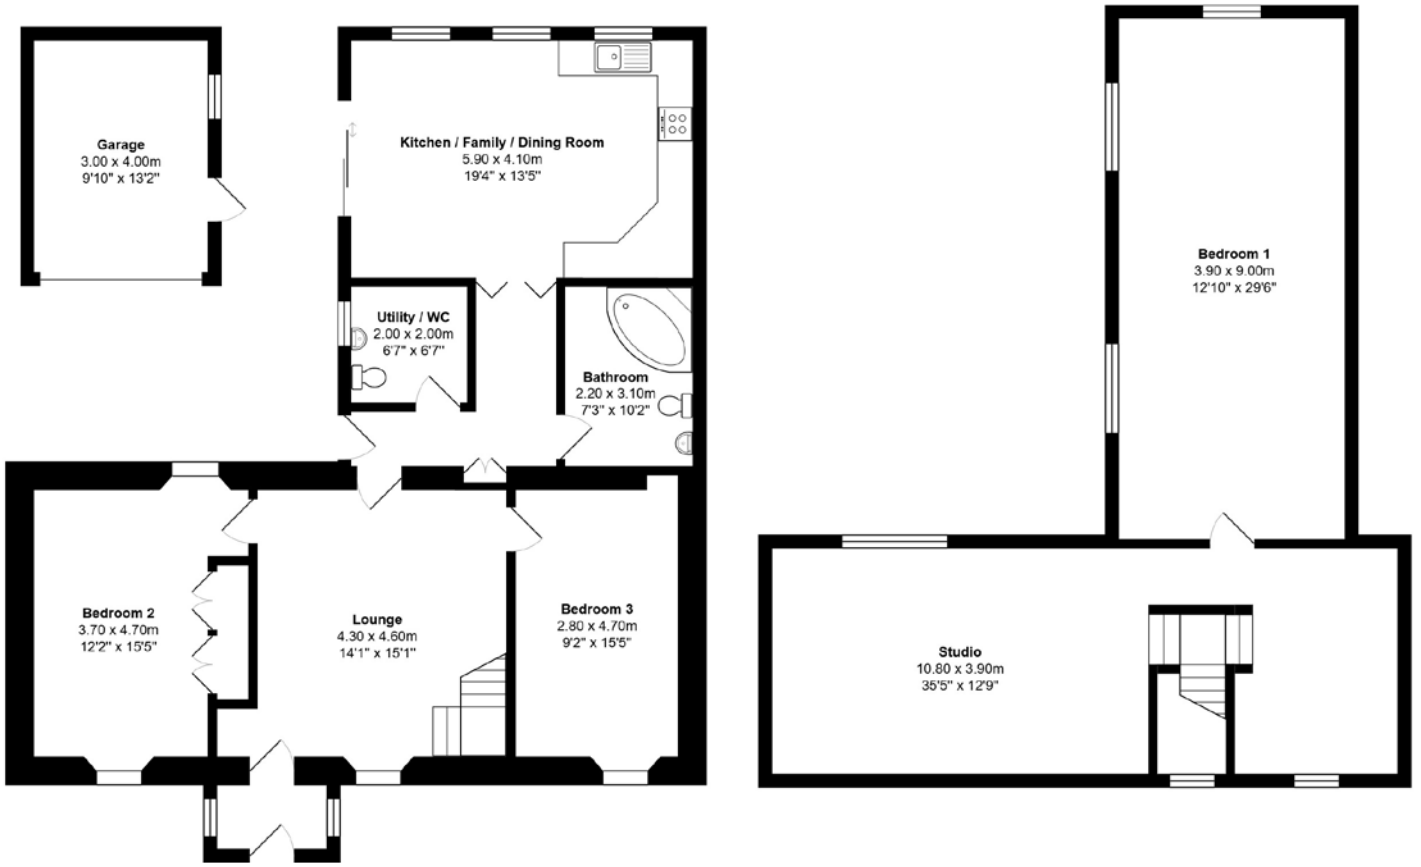 Garage
3.00 x 4.00m
9'10" x 13'2"
Kitchen / Family / Dining Room
5.90 x 4.10m
19'4" x 13'5"
Utility / WC
2.00 x 2.00m
6'7" x 6'7"
Bathroom
2.20 x 3.10m
7'3" x 10'2"
Bedroom 2
3.70 x 4.70m
12'2" x 15'5"
Lounge
4.30 x 4.60m
14'1" x 15'1"
Bedroom 3
2.80 x 4.70m
9'2" x 15'5"
Bedroom 1
3.90 x 9.00m
12'10" x 29'6"
Studio
10.80 x 3.90m
35'5" x 12'9"